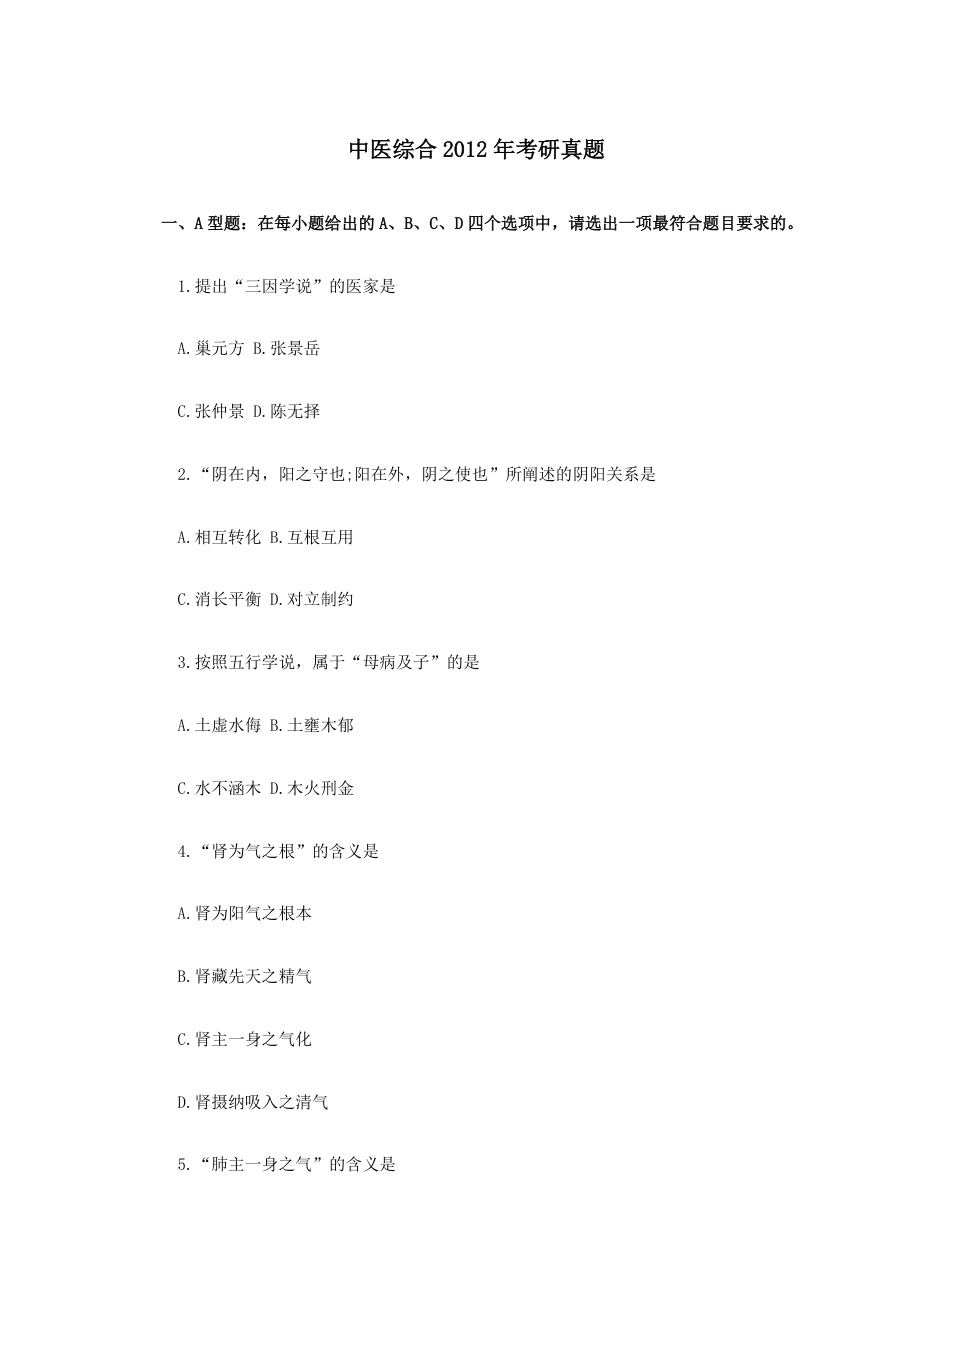 中医综合 2012 年考研真题
一、A 型题：在每小题给出的 A、B、C、D 四个选项中，请选出一项最符合题目要求的。
1.提出“三因学说”的医家是
A.巢元方 B.张景岳
C.张仲景 D.陈无择
2.“阴在内，阳之守也;阳在外，阴之使也”所阐述的阴阳关系是
A.相互转化 B.互根互用
C.消长平衡 D.对立制约
3.按照五行学说，属于“母病及子”的是
A.土虚水侮 B.土壅木郁
C.水不涵木 D.木火刑金
4.“肾为气之根”的含义是
A.肾为阳气之根本
B.肾藏先天之精气
C.肾主一身之气化
D.肾摄纳吸入之清气
5.“肺主一身之气”的含义是